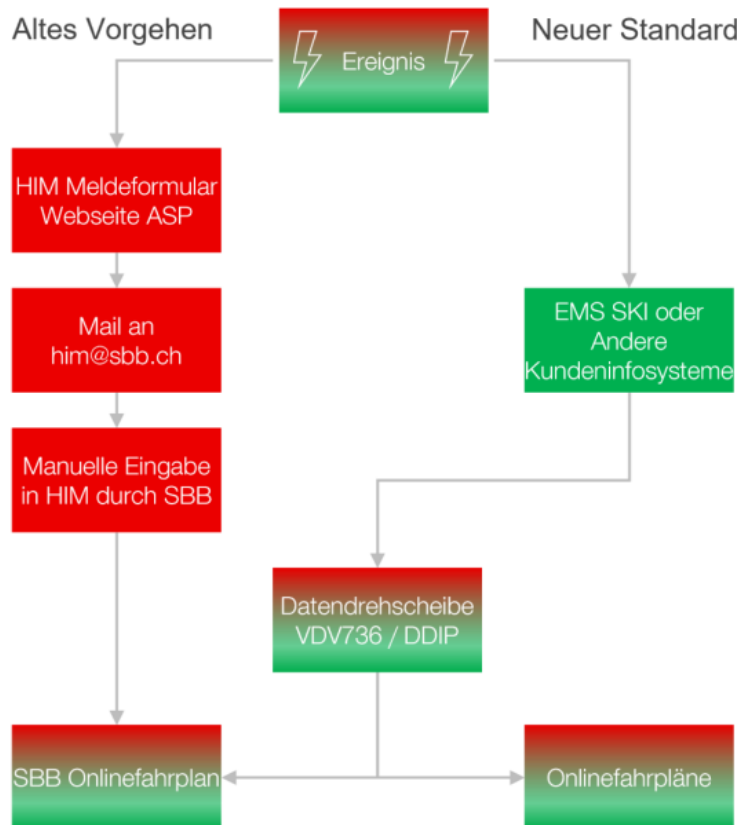 Altes Vorgehen
Neuer Standard
Ereignis
HIM Meldeformular
Webseite ASP
Mail an
him@sbb.ch
EMS SKI oder
Andere
Kundeninfosysteme
Manuelle Eingabe
in HIM durch SBB
Datendrehscheibe
VDV736 / DDIP
SBB Onlinefahrplan
Onlinefahrpläne